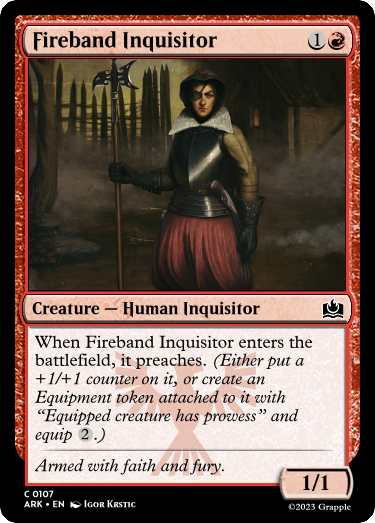 Fireband Inquisitor 1
Creature — Human Inquisitor
When Fireband Inquisitor enters the
battlefield, it preaches. (Either put a
+1/+1 counter on it, or create an
Equipment token attached to it with
“Equipped creature has prowess” and
equip 2.)
Armed with faith and fury.
1/1
C 0107
ARK • EN Igor Krstic
©2023 Grapple